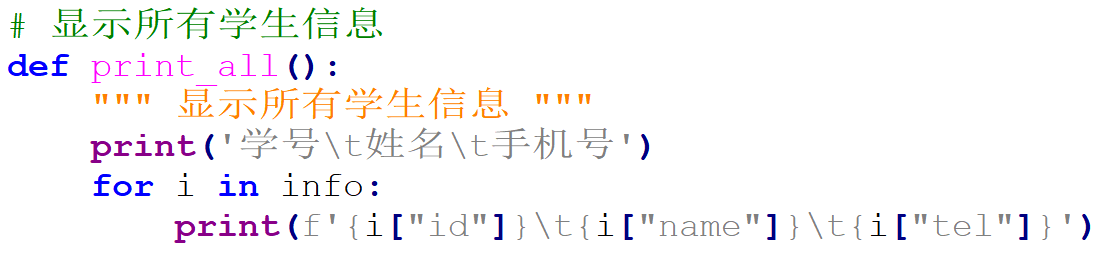 # 显示所有学生信息
def print_all():
    """ 显示所有学生信息 """
    print('学号\t姓名\t手机号')
    for i in info:
        print(f'{i["id"]}\t{i["name"]}\t{i["tel"]}')